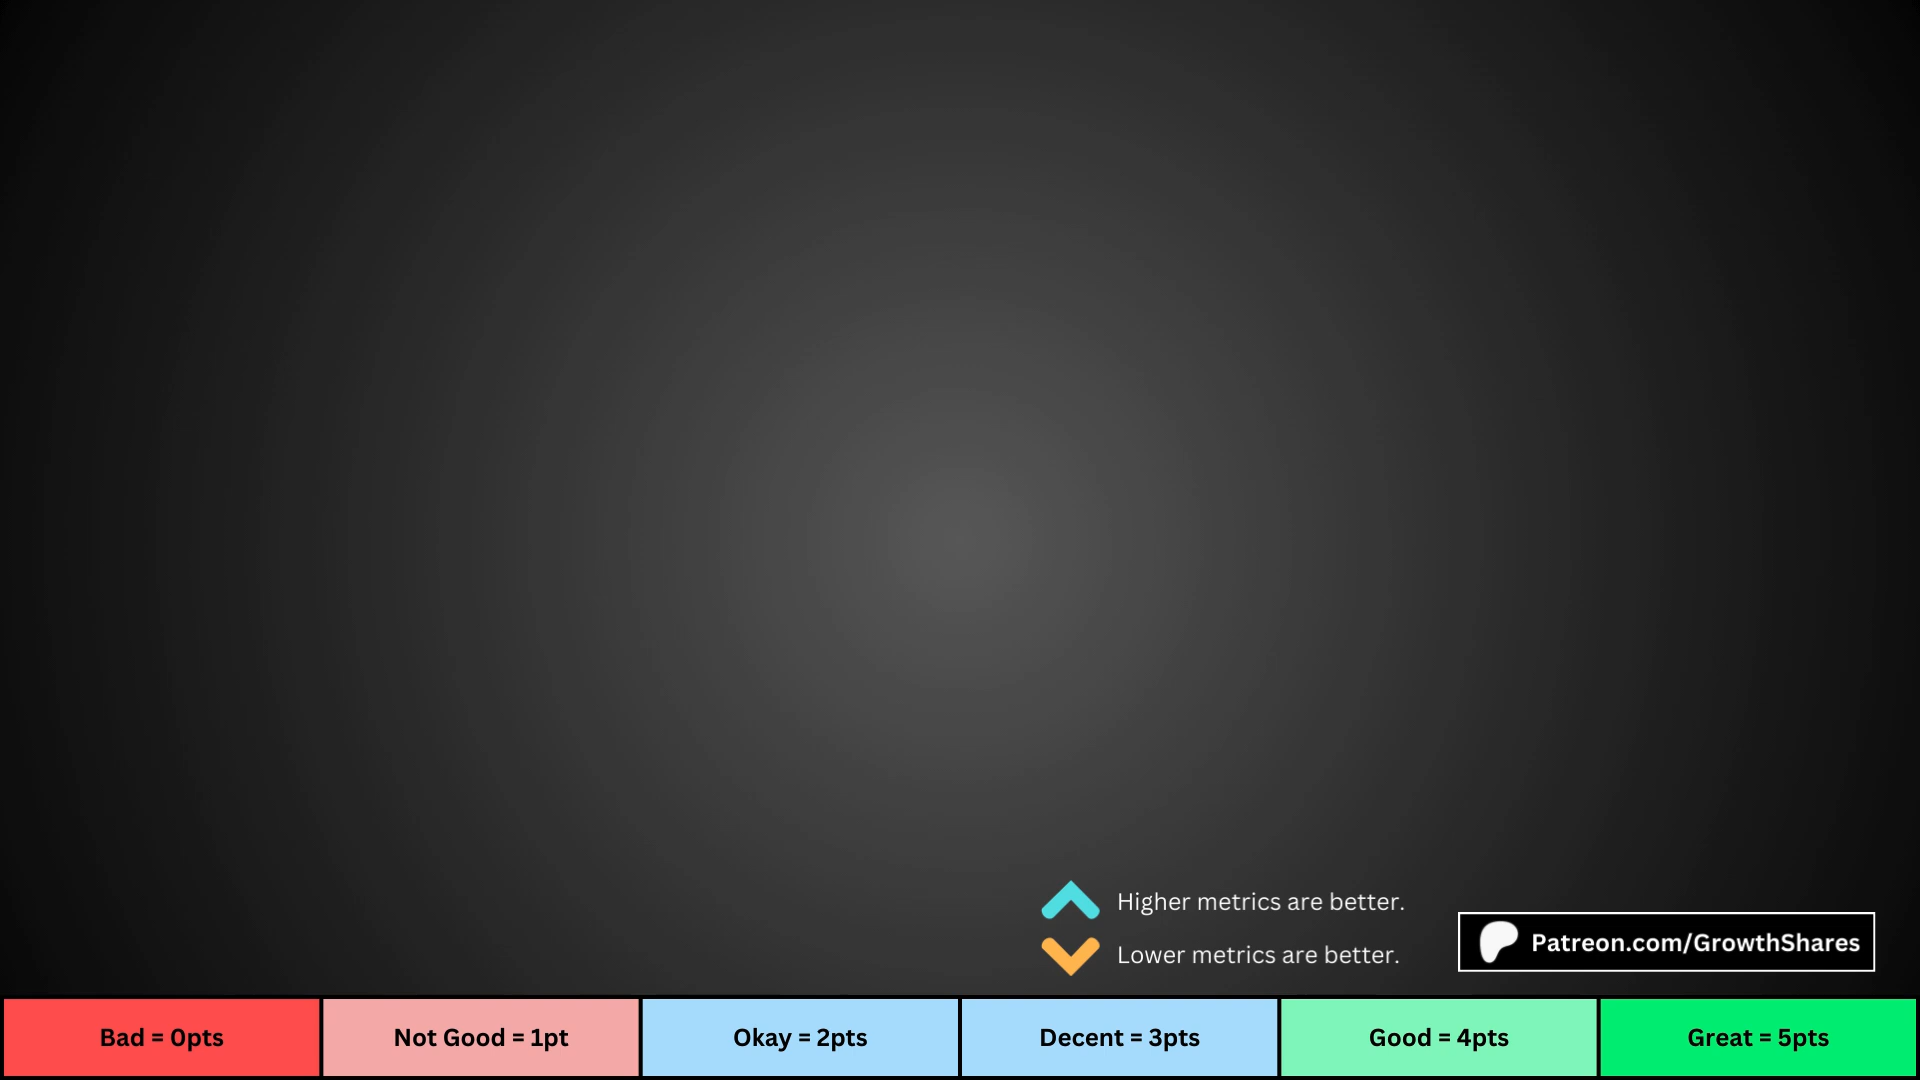 Higher metrics are better.
Lower metrics are better.
Patreon.com/GrowthShares
Bad = 0pts
Not Good = 1pt
Okay = 2pts
Decent = 3pts
Good = 4pts
Great = 5pts